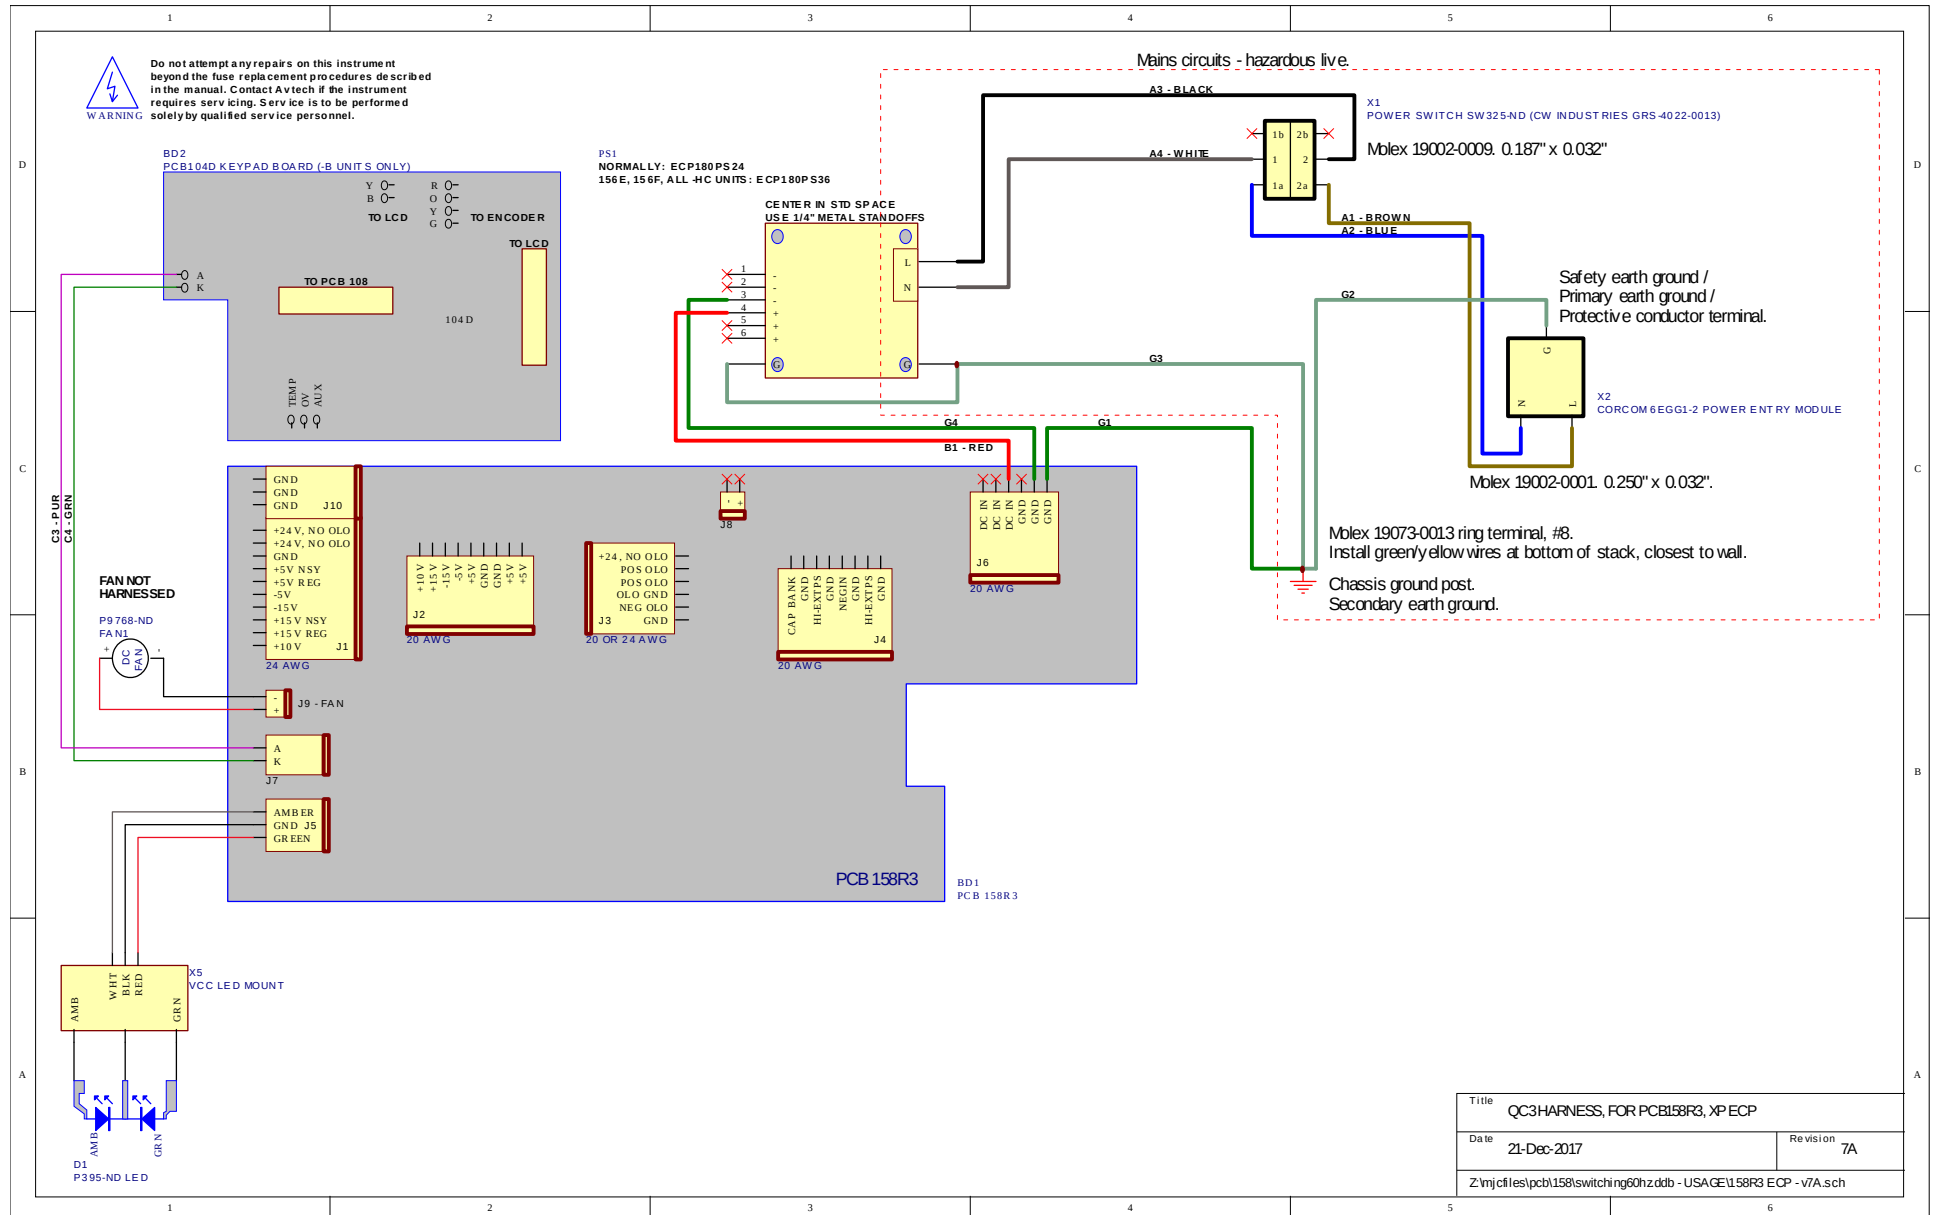 1 2 3 4 5 6
Do not attempt any repairs on this instrument
beyond the fuse replacement procedures described
in the manual. Contact Avtech if the instrument
requires servicing. Service is to be performed
solely by qualified service personnel.
WARNING
Mains circuits - hazardous live.
A3 - BLACK
X1
POWER SWITCH SW325-ND (CW INDUSTRIES GRS-4022-0013)
1b 2b
1 2
1a 2a
Molex 19002-0009. 0.187" x 0.032"
A4 - WHITE
D
D
BD2
PCB104D KEYPAD BOARD (-B UNITS ONLY)
Y
B
TO LCD
R
O
Y
G
TO ENCODER
TO LCD
A
K
TO PCB 108
104D
TEMP
OV
AUX
PS1
NORMALLY: ECP180PS24
156E, 156F, ALL -HC UNITS: ECP180PS36
CENTER IN STD SPACE
USE 1/4" METAL STANDOFFS
1 -
2 -
3 -
4 +
5 +
6 +
L
N
G
G
A1 - BROWN
A2 - BLUE
G2
Safety earth ground /
Primary earth ground /
Protective conductor terminal.
G
N
L
X2
CORCOM 6EGG1-2 POWER ENTRY MODULE
G3
G4
G1
B1 - RED
Molex 19002-0001. 0.250" x 0.032".
C
C
C3 - PUR
C4 - GRN
GND
GND
GND
J10
+24V, NO OLO
+24V, NO OLO
GND
+5V NSY
+5V REG
-5V
-15V
+15V NSY
+15V REG
+10V
J1
24 AWG
+10V
+15V
-15V
-5V
+5V
GND
GND
+5V
+5V
J2
20 AWG
+24, NO OLO
POS OLO
POS OLO
OLO GND
NEG OLO
GND
J3
20 OR 24 AWG
-
+
J8
CAP BANK
GND
HI-EXTPS
GND
NEGIN
GND
HI-EXTPS
GND
J4
20 AWG
DC IN
DC IN
DC IN
GND
GND
GND
J6
20 AWG
Molex 19073-0013 ring terminal, #8.
Install green/yellow wires at bottom of stack, closest to wall.
Chassis ground post.
Secondary earth ground.
FAN NOT
HARNESSED
P9768-ND
FAN1
+ -
DC
FAN
-
+
J9 - FAN
A
K
J7
B
B
AMBER
GND J5
GREEN
PCB 158R3
BD1
PCB 158R3
X5
VCC LED MOUNT
WHT
BLK
RED
AMB
GRN
A
A
AMB
GRN
D1
P395-ND LED
Title
QC3 HARNESS, FOR PCB158R3, XP ECP
Date
21-Dec-2017
Revision
7A
Z:\mjcfiles\pcb\158\switching60hz.ddb - USAGE\158R3 ECP - v7A.sch
1 2 3 4 5 6